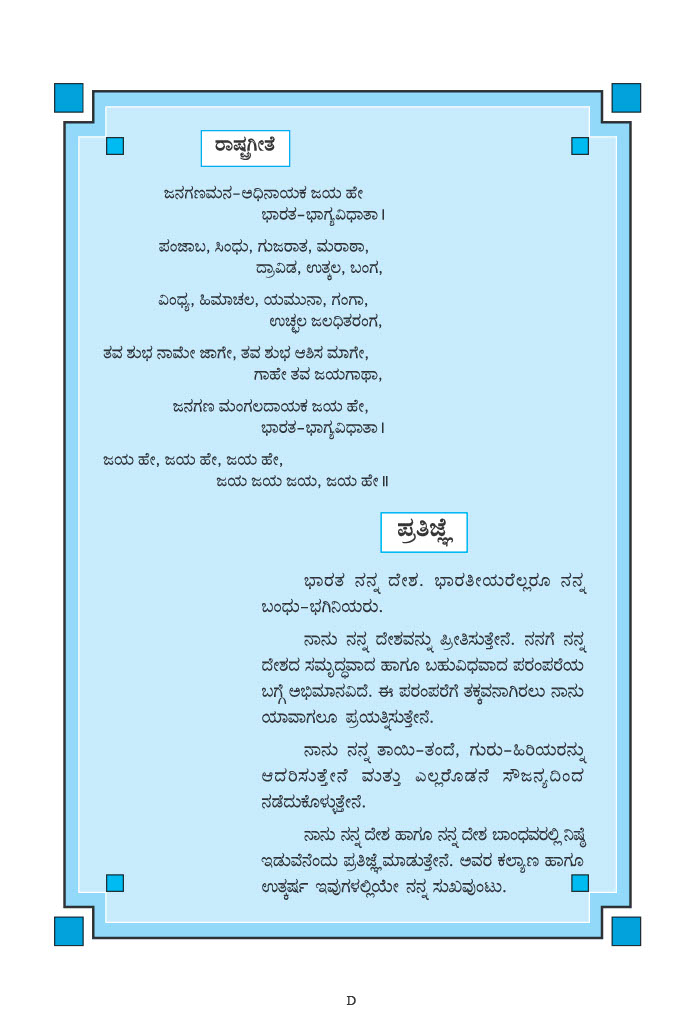 ರಾಷ್ಟ್ರಗೀತೆ
ಜನಗಣಮನ–ಅಧಿನಾಯಕ ಜಯ ಹೇ
ಭಾರತ–ಭಾಗ್ಯವಿಧಾತಾ।
ಪಂಜಾಬ, ಸಿಂಧು, ಗುಜರಾತ, ಮರಾಠಾ,
ದ್ರಾವಿಡ, ಉತ್ಕಲ, ಬಂಗ,
ವಿಂಧ್ಯ, ಹಿಮಾಚಲ, ಯಮುನಾ, ಗಂಗಾ,
ಉಚ್ಛಲ ಜಲಧಿತರಂಗ,
ತವ ಶುಭ ನಾಮೇ ಜಾಗೇ, ತವ ಶುಭ ಆಶಿಸ ಮಾಗೇ,
ಗಾಹೇ ತವ ಜಯಗಾಥಾ,
ಜನಗಣ ಮಂಗಲದಾಯಕ ಜಯ ಹೇ,
ಭಾರತ–ಭಾಗ್ಯವಿಧಾತಾ।
ಜಯ ಹೇ, ಜಯ ಹೇ, ಜಯ ಹೇ,
ಜಯ ಜಯ ಜಯ, ಜಯ ಹೇ॥
ಪ್ರತಿಜ್ಞೆ
ಭಾರತ ನನ್ನ ದೇಶ. ಭಾರತೀಯರೆಲ್ಲರೂ ನನ್ನ
ಬಂಧು–ಭಗಿನಿಯರು.
ನಾನು ನನ್ನ ದೇಶವನ್ನು ಪ್ರೀತಿಸುತ್ತೇನೆ. ನನಗೆ ನನ್ನ
ದೇಶದ ಸಮೃದ್ಧವಾದ ಹಾಗೂ ಬಹುವಿಧವಾದ ಪರಂಪರೆಯ
ಬಗ್ಗೆ ಅಭಿಮಾನವಿದೆ. ಈ ಪರಂಪರೆಗೆ ತಕ್ಕವನಾಗಿರಲು ನಾನು
ಯಾವಾಗಲೂ ಪ್ರಯತ್ನಿಸುತ್ತೇನೆ.
ನಾನು ನನ್ನ ತಾಯಿ–ತಂದೆ, ಗುರು–ಹಿರಿಯರನ್ನು
ಆದರಿಸುತ್ತೇನೆ ಮತ್ತು ಎಲ್ಲರೊಡನೆ ಸೌಜನ್ಯದಿಂದ
ನಡೆದುಕೊಳ್ಳುತ್ತೇನೆ.
ನಾನು ನನ್ನ ದೇಶ ಹಾಗೂ ನನ್ನ ದೇಶ ಬಾಂಧವರಲ್ಲಿ ನಿಷ್ಠೆ
ಇಡುವೆನೆಂದು ಪ್ರತಿಜ್ಞೆ ಮಾಡುತ್ತೇನೆ. ಅವರ ಕಲ್ಯಾಣ ಹಾಗೂ
ಉತ್ಕರ್ಷ ಇವುಗಳಲ್ಲಿಯೇ ನನ್ನ ಸುಖವುಂಟು.
D